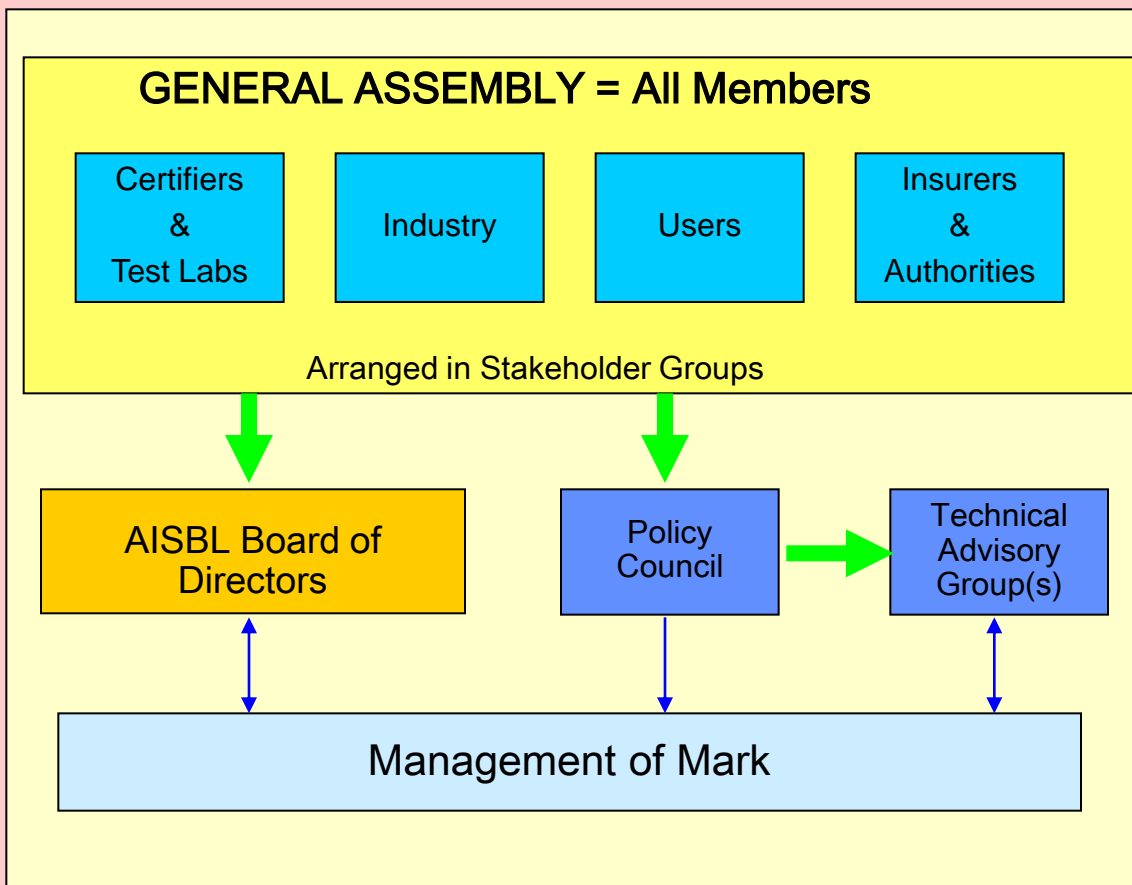 GENERAL ASSEMBLY = All Members
Certifiers
&
Test Labs
Industry
Users
Insurers
&
Authorities
Arranged in Stakeholder Groups
AISBL Board of
Directors
Policy
Council
Technical
Advisory
Group(s)
Management of Mark